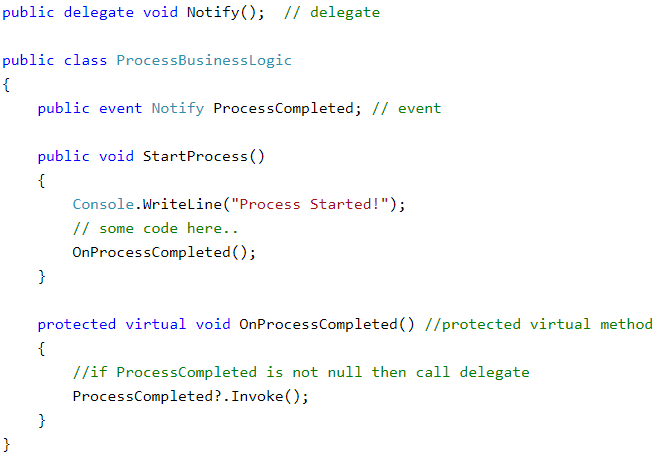 public delegate void Notify();  // delegate

public class ProcessBusinessLogic
{
    public event Notify ProcessCompleted; // event

    public void StartProcess()
    {
        Console.WriteLine("Process Started!");
        // some code here..
        OnProcessCompleted();
    }

    protected virtual void OnProcessCompleted() //protected virtual method
    {
        //if ProcessCompleted is not null then call delegate
        ProcessCompleted?.Invoke();
    }
}